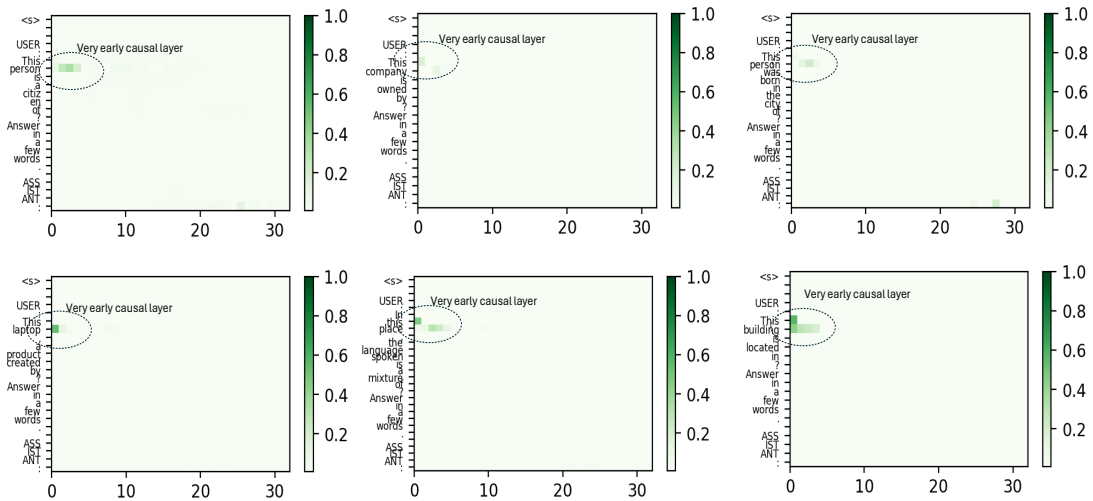 Very early causal layer
<s>
USER
:
This
person
is
a
citiz
en
of
?
Answer
in
a
few
words
.
ASS
IST
ANT
:
1.0
0.8
0.6
0.4
0.2
0 10 20 30
Very early causal layer
<s>
USER
:
This
company
is
owned
by
?
Answer
in
a
few
words
.
ASS
IST
ANT
:
1.0
0.8
0.6
0.4
0.2
0 10 20 30
Very early causal layer
<s>
USER
This
person
was
born
in
the
city
of
?
Answer
in
a
few
words
.
ASS
IST
ANT
:
1.0
0.8
0.6
0.4
0.2
0 10 20 30
Very early causal layer
<s>
USER
:
This
laptop
a
product
created
by
?
Answer
in
a
few
words
.
ASS
IST
ANT
:
1.0
0.8
0.6
0.4
0.2
0 10 20 30
Very early causal layer
<s>
USER
In
this
place
the
language
spoken
is
a
mixture
of
?
Answer
in
a
few
words
.
ASS
IST
ANT
:
1.0
0.8
0.6
0.4
0.2
0 10 20 30
Very early causal layer
<s>
USER
This
building
is
located
in
?
Answer
in
a
few
words
.
ASS
IST
ANT
:
1.0
0.8
0.6
0.4
0.2
0 10 20 30